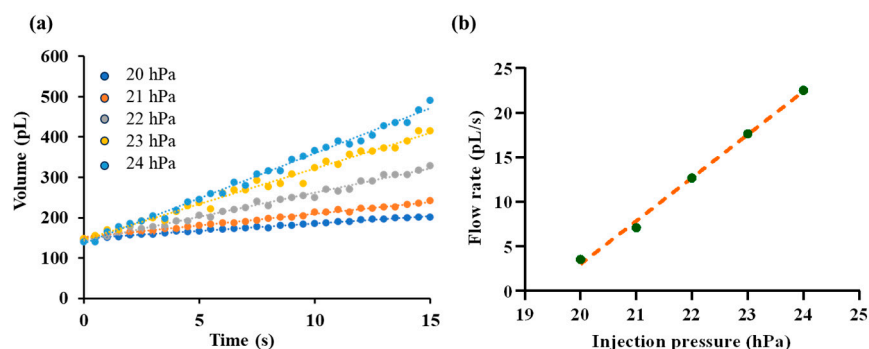 (a)
600
500
400
300
200
100
0
Volume (pL)
20 hPa
21 hPa
22 hPa
23 hPa
24 hPa
0 5 10 15
Time (s)
(b)
25
20
15
10
5
0
Flow rate (pL/s)
19 20 21 22 23 24 25
Injection pressure (hPa)